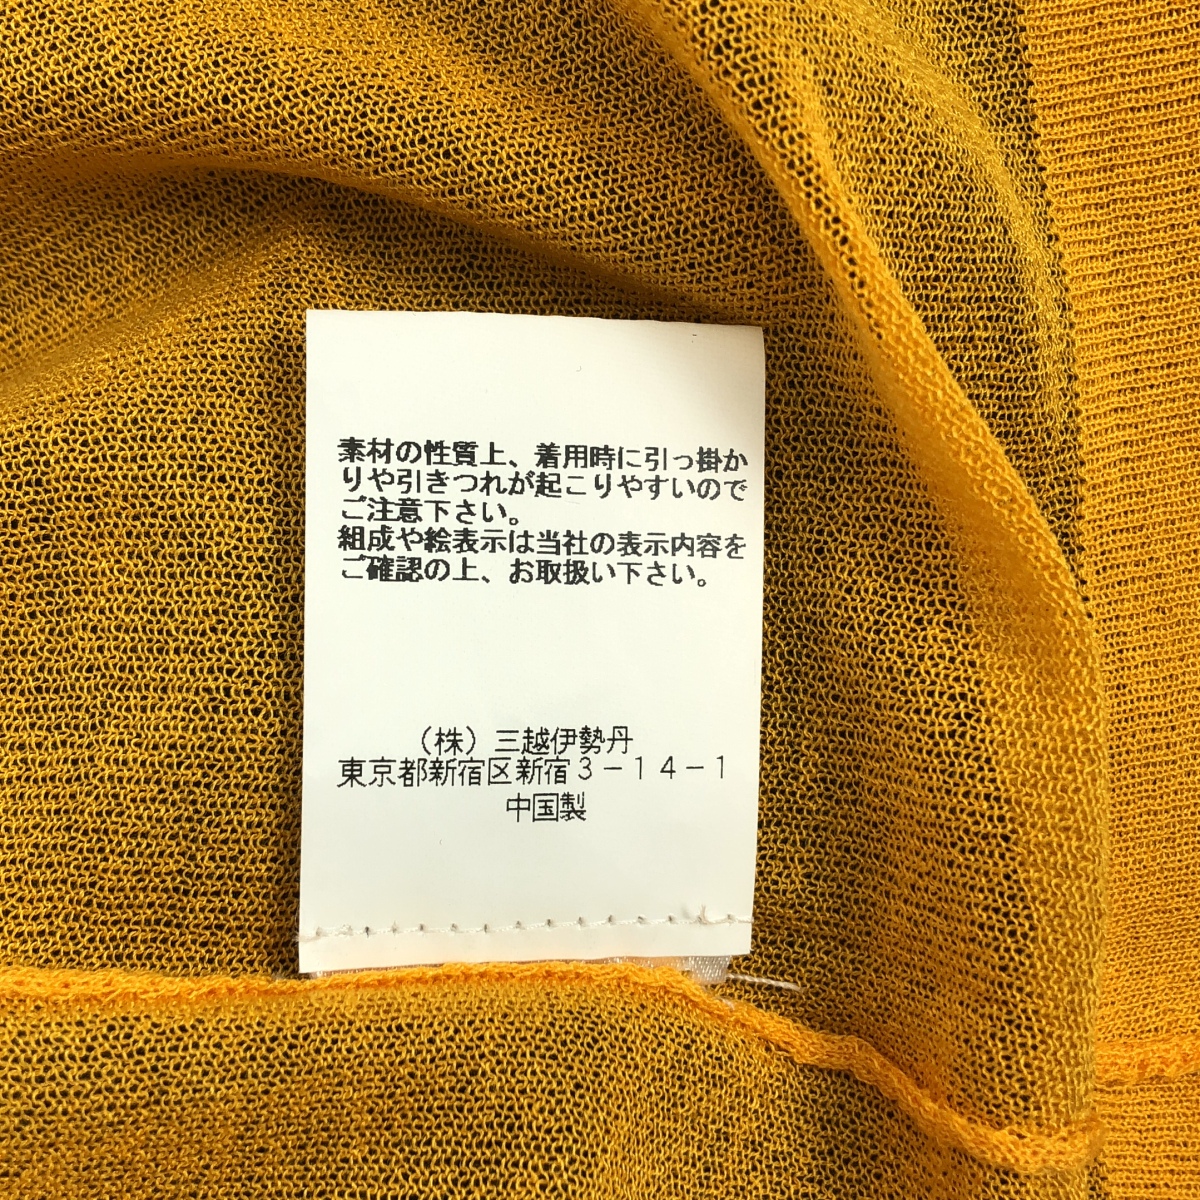 素材の性質上、着用時に引っ掛か
りや引きつれが起こりやすいので
ご注意下さい。
組成や絵表示は当社の表示内容を
ご確認の上、お取扱い下さい。
（株）三越伊勢丹
東京都新宿区新宿３－１４－１
中国製